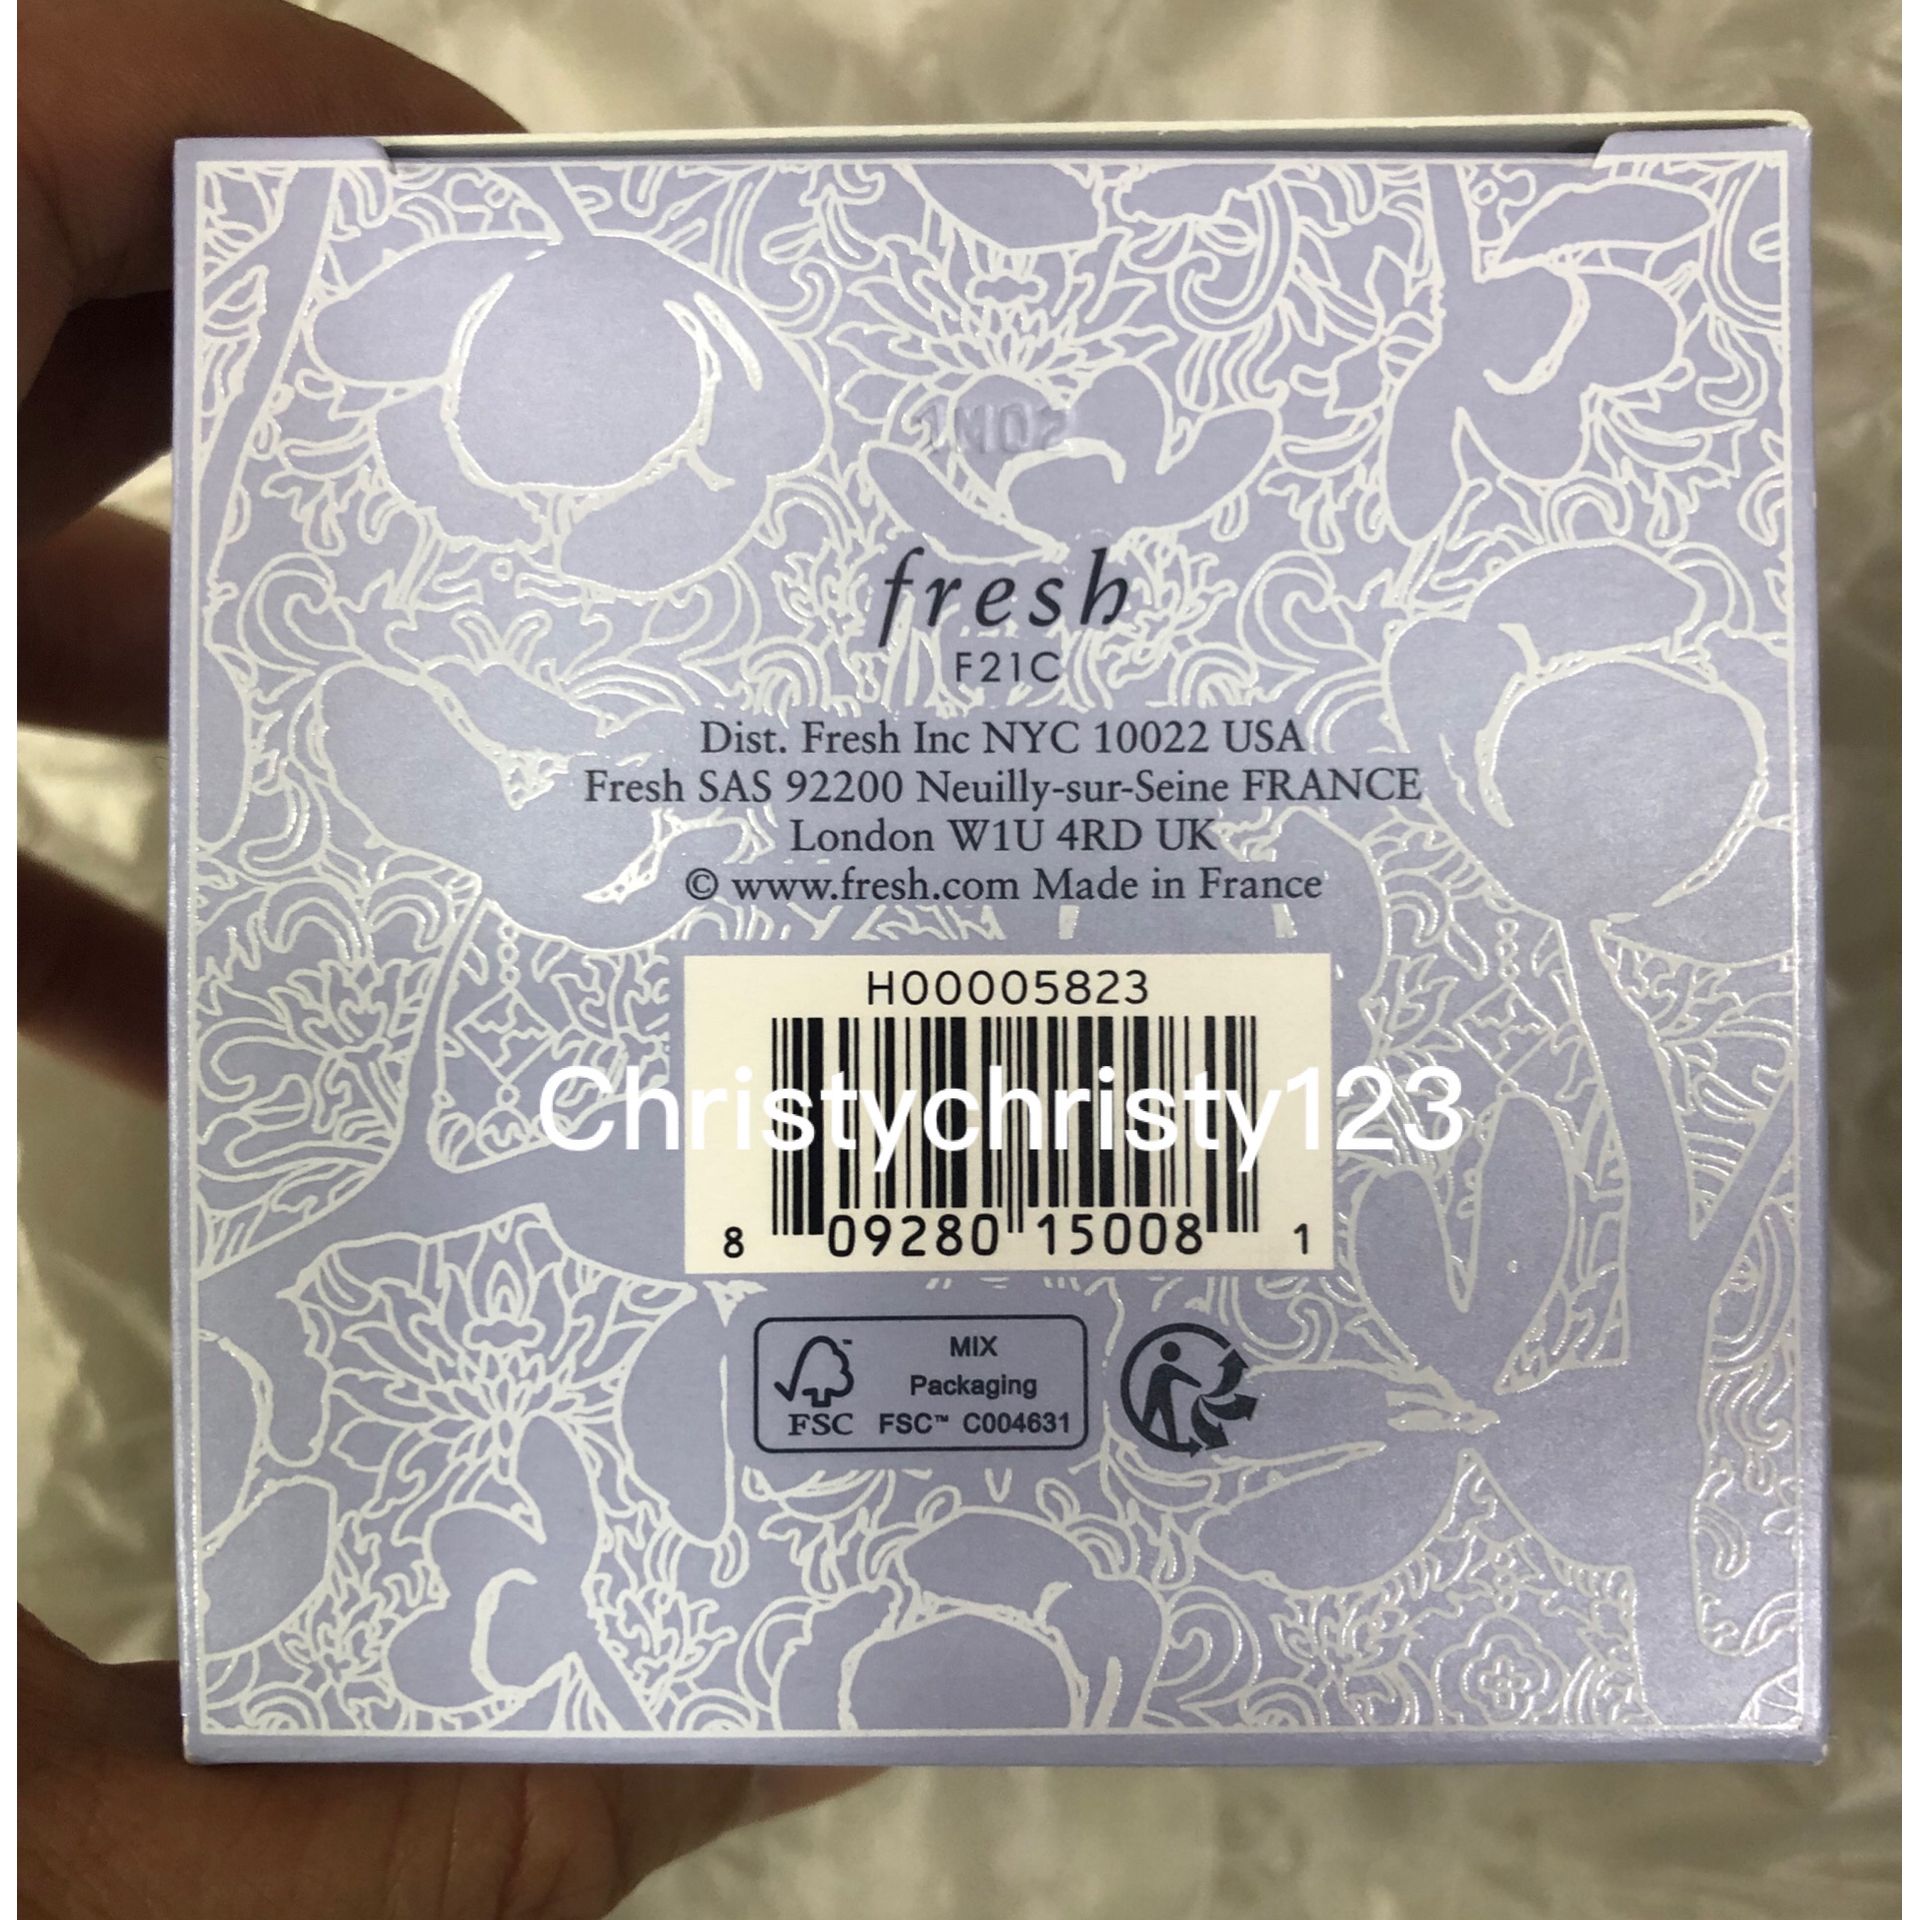 fresh
F21C
Dist. Fresh Inc NYC 10022 USA
Fresh SAS 92200 Neuilly-sur-Seine FRANCE
London W1U 4RD UK
© www.fresh.com Made in France
H00005823
Christychristy123
8 09280 15008 1
MIX
Packaging
FSC FSC™ C004631